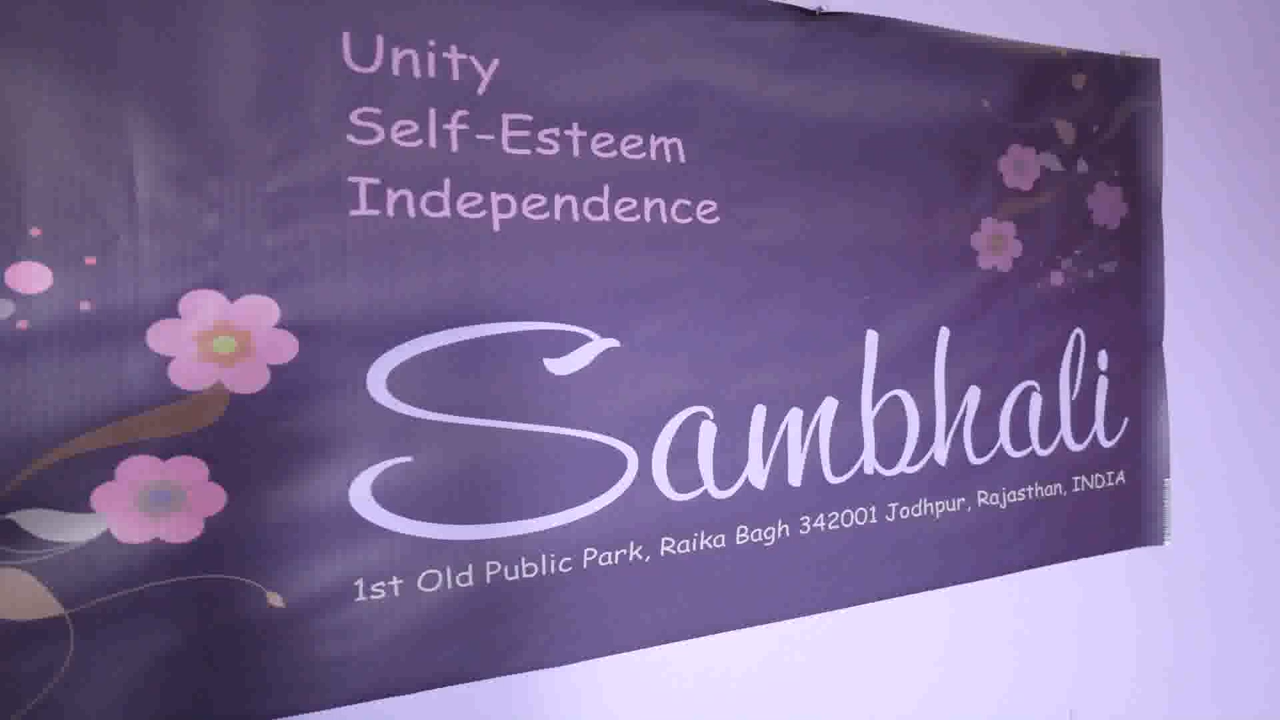 Unity
Self-Esteem
Independence
Sambhali
1st Old Public Park, Raika Bagh 342001 Jodhpur, Rajasthan, INDIA